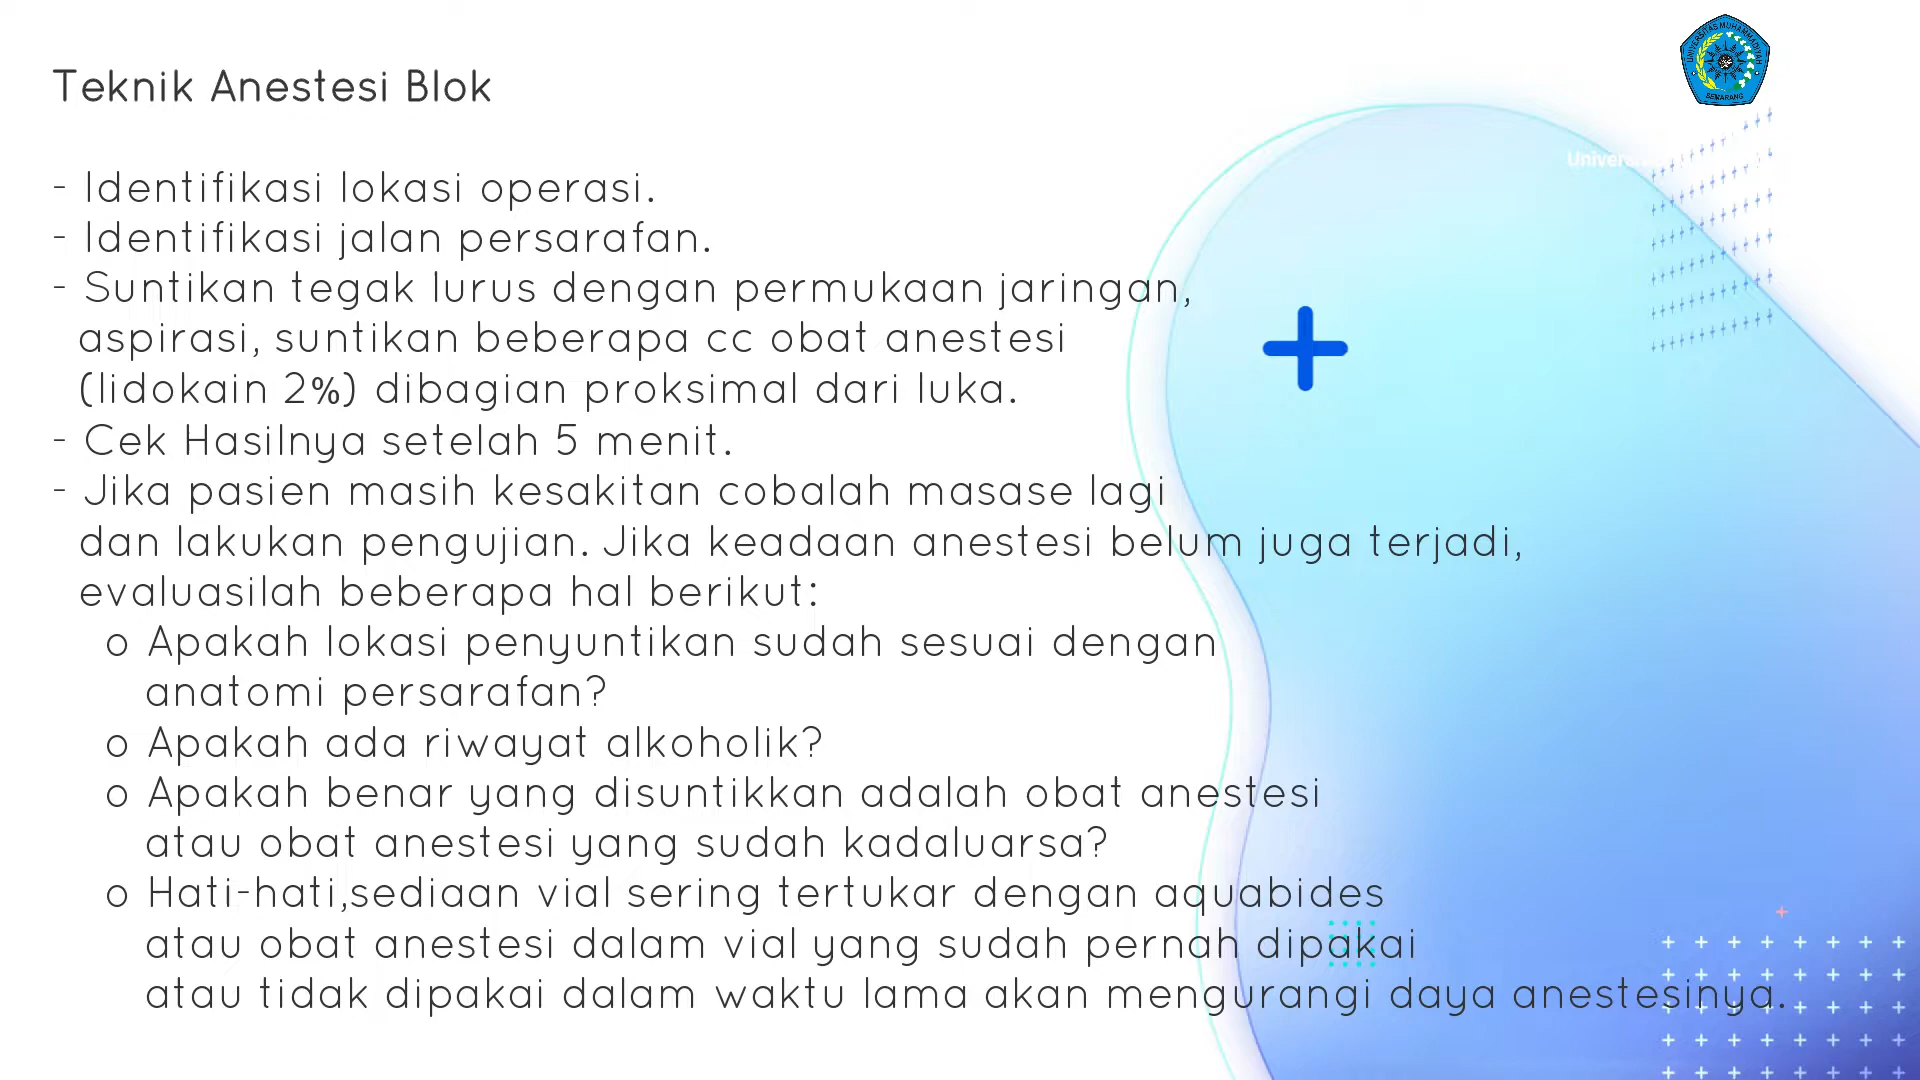 UNIVERSITAS MUHAMMADIYAH
SEMARANG
Teknik Anestesi Blok
- Identifikasi lokasi operasi.
- Identifikasi jalan persarafan.
- Suntikan tegak lurus dengan permukaan jaringan,
aspirasi, suntikan beberapa cc obat anestesi
(lidokain 2%) dibagian proksimal dari luka.
- Cek Hasilnya setelah 5 menit.
- Jika pasien masih kesakitan cobalah masase lagi
dan lakukan pengujian. Jika keadaan anestesi belum juga terjadi,
evaluasilah beberapa hal berikut:
o Apakah lokasi penyuntikan sudah sesuai dengan
anatomi persarafan?
o Apakah ada riwayat alkoholik?
o Apakah benar yang disuntikkan adalah obat anestesi
atau obat anestesi yang sudah kadaluarsa?
o Hati-hati,sediaan vial sering tertukar dengan aquabides
atau obat anestesi dalam vial yang sudah pernah dipakai
atau tidak dipakai dalam waktu lama akan mengurangi daya anestesinya.